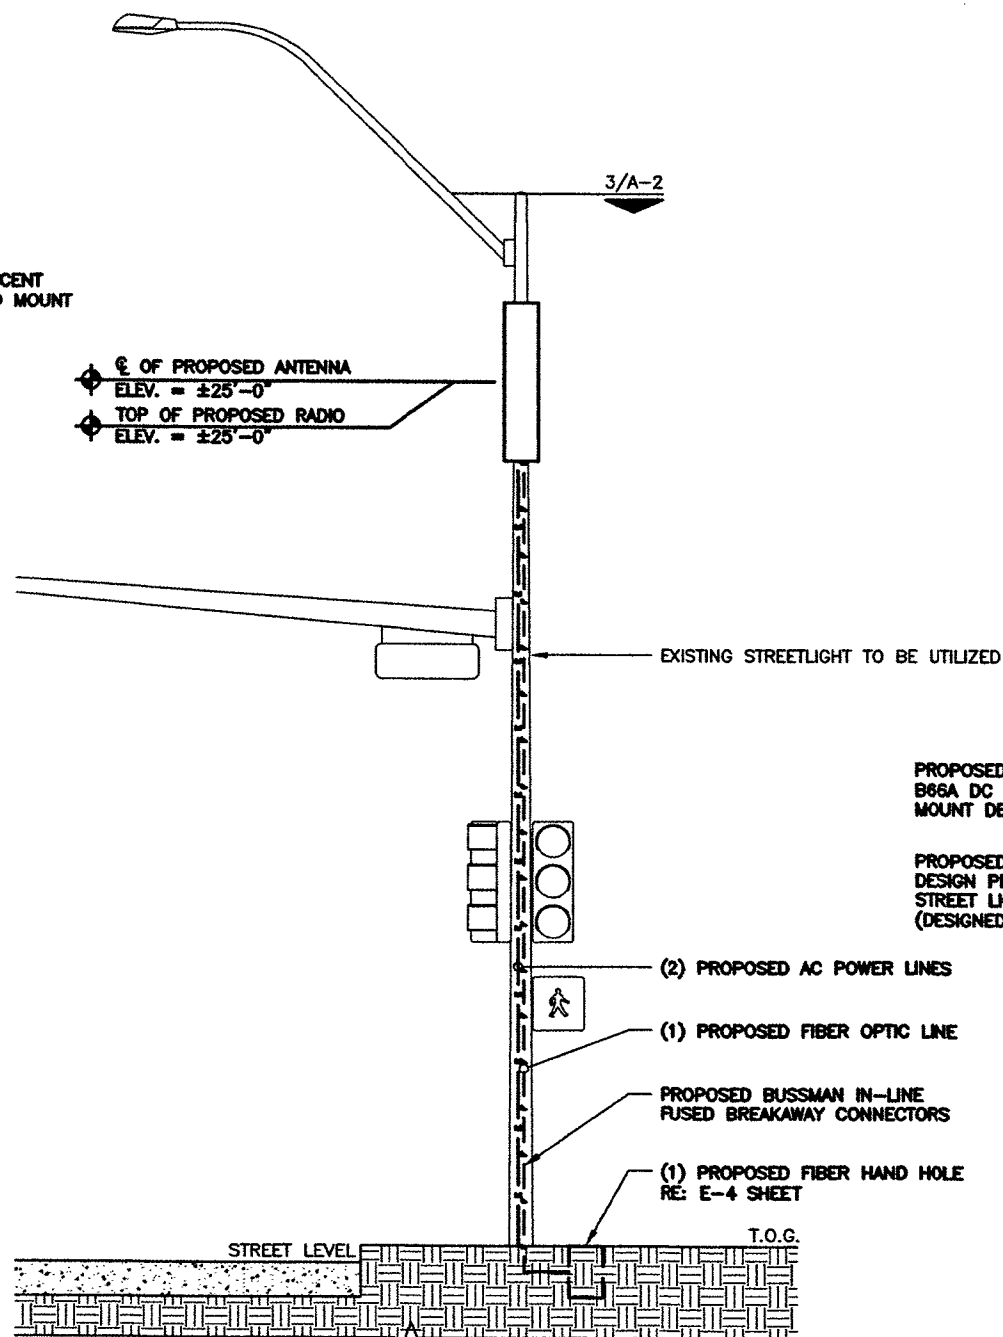 3/A-2
CENT
MOUNT
℄ OF PROPOSED ANTENNA
ELEV. = ±25'-0"
TOP OF PROPOSED RADIO
ELEV. = ±25'-0"
EXISTING STREETLIGHT TO BE UTILIZED
PROPOSED
B66A DC
MOUNT DE
PROPOSED
DESIGN
STREET
(DESIGNED
(2) PROPOSED AC POWER LINES
(1) PROPOSED FIBER OPTIC LINE
PROPOSED BUSSMAN IN-LINE
FUSED BREAKAWAY CONNECTORS
(1) PROPOSED FIBER HAND HOLE
RE: E-4 SHEET
T.O.G.
STREET LEVEL